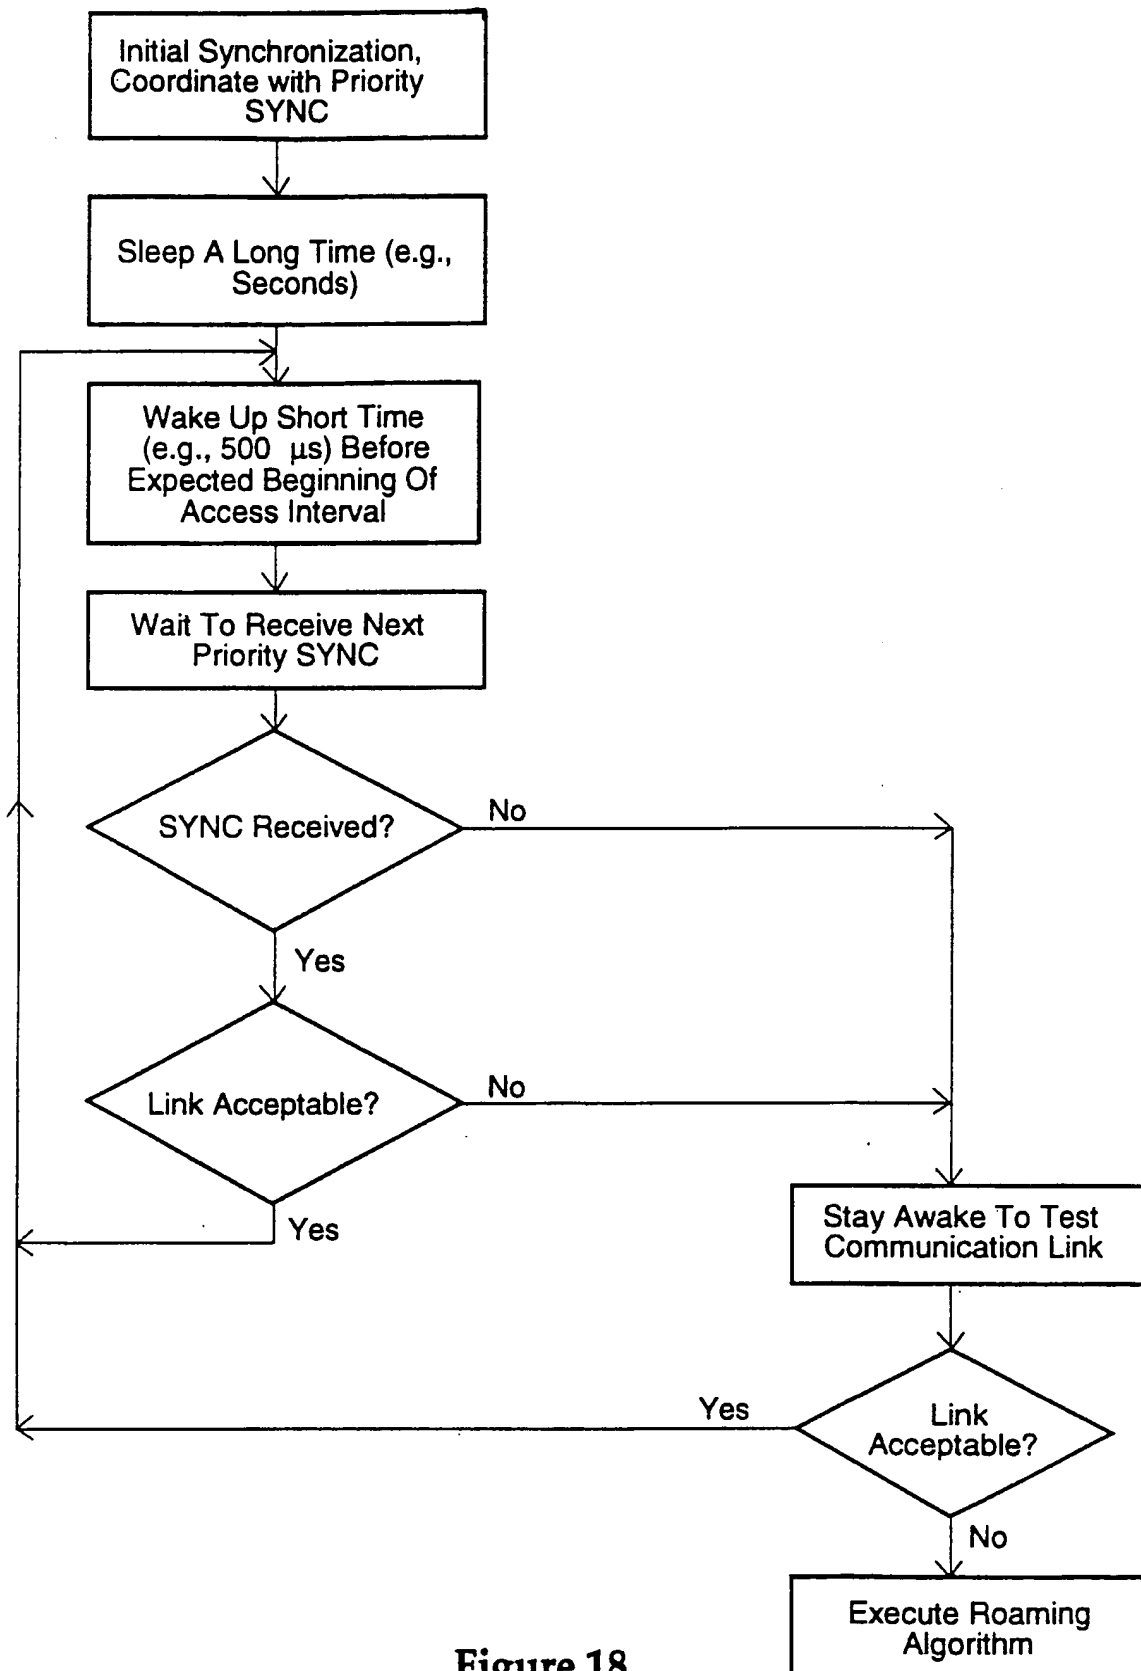 Initial Synchronization,
Coordinate with Priority
SYNC
Sleep A Long Time (e.g.,
Seconds)
Wake Up Short Time
(e.g., 500 µs) Before
Expected Beginning Of
Access Interval
Wait To Receive Next
Priority SYNC
SYNC Received?
No
Yes
Link Acceptable?
No
Yes
Stay Awake To Test
Communication Link
Yes
Link
Acceptable?
No
Execute Roaming
Algorithm
Figure 18